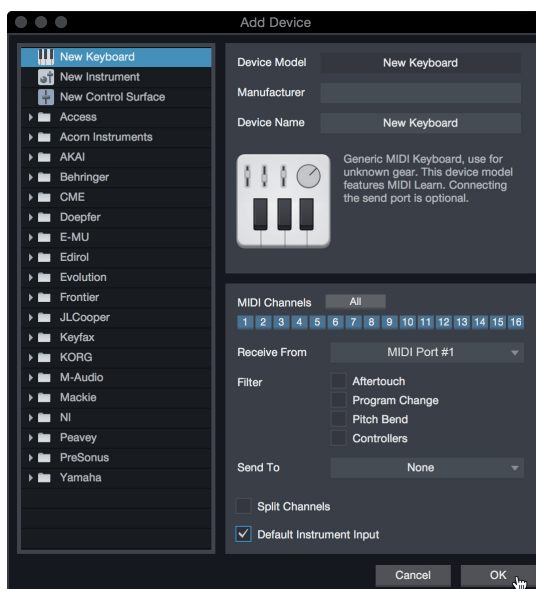 Add Device
New Keyboard
New Instrument
New Control Surface
Access
Acorn Instruments
AKAI
Behringer
CME
Doepfer
E-MU
Edirol
Evolution
Frontier
JLCooper
Keyfax
KORG
M-Audio
Mackie
NI
Peavey
PreSonus
Yamaha
Device Model New Keyboard
Manufacturer
Device Name New Keyboard
Generic MIDI Keyboard, use for
unknown gear. This device model
features MIDI Learn. Connecting
the send port is optional.
MIDI Channels All
1 2 3 4 5 6 7 8 9 10 11 12 13 14 15 16
Receive From MIDI Port #1
Filter Aftertouch
Program Change
Pitch Bend
Controllers
Send To None
Split Channels
Default Instrument Input
Cancel OK